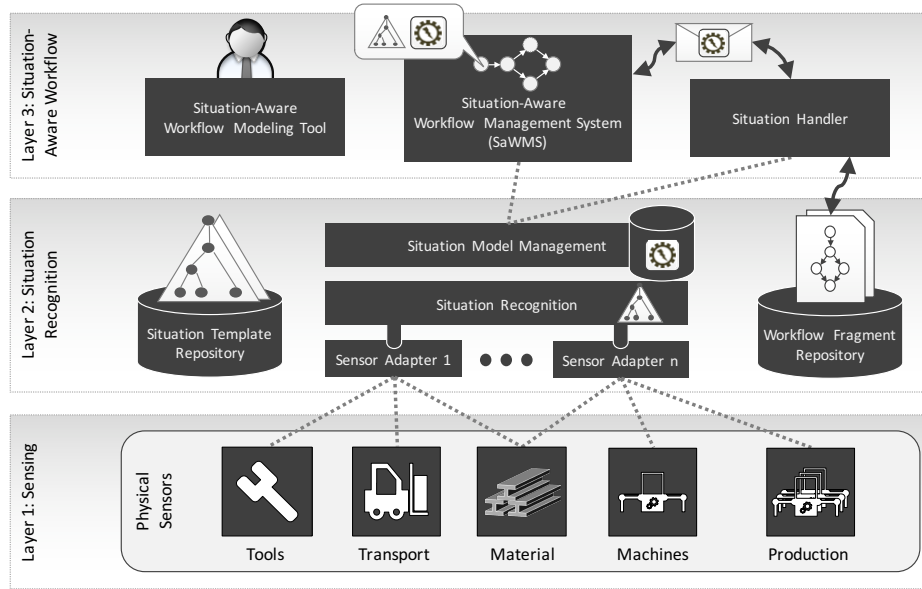 Layer 3: Situation-
Aware Workflow
Situation-Aware
Workflow Modeling Tool
Situation-Aware
Workflow Management System
(SaWMS)
Situation Handler
Layer 2: Situation
Recognition
Situation Template
Repository
Situation Model Management
Situation Recognition
Sensor Adapter 1
Sensor Adapter n
Workflow Fragment
Repository
Layer 1: Sensing
Physical
Sensors
Tools
Transport
Material
Machines
Production